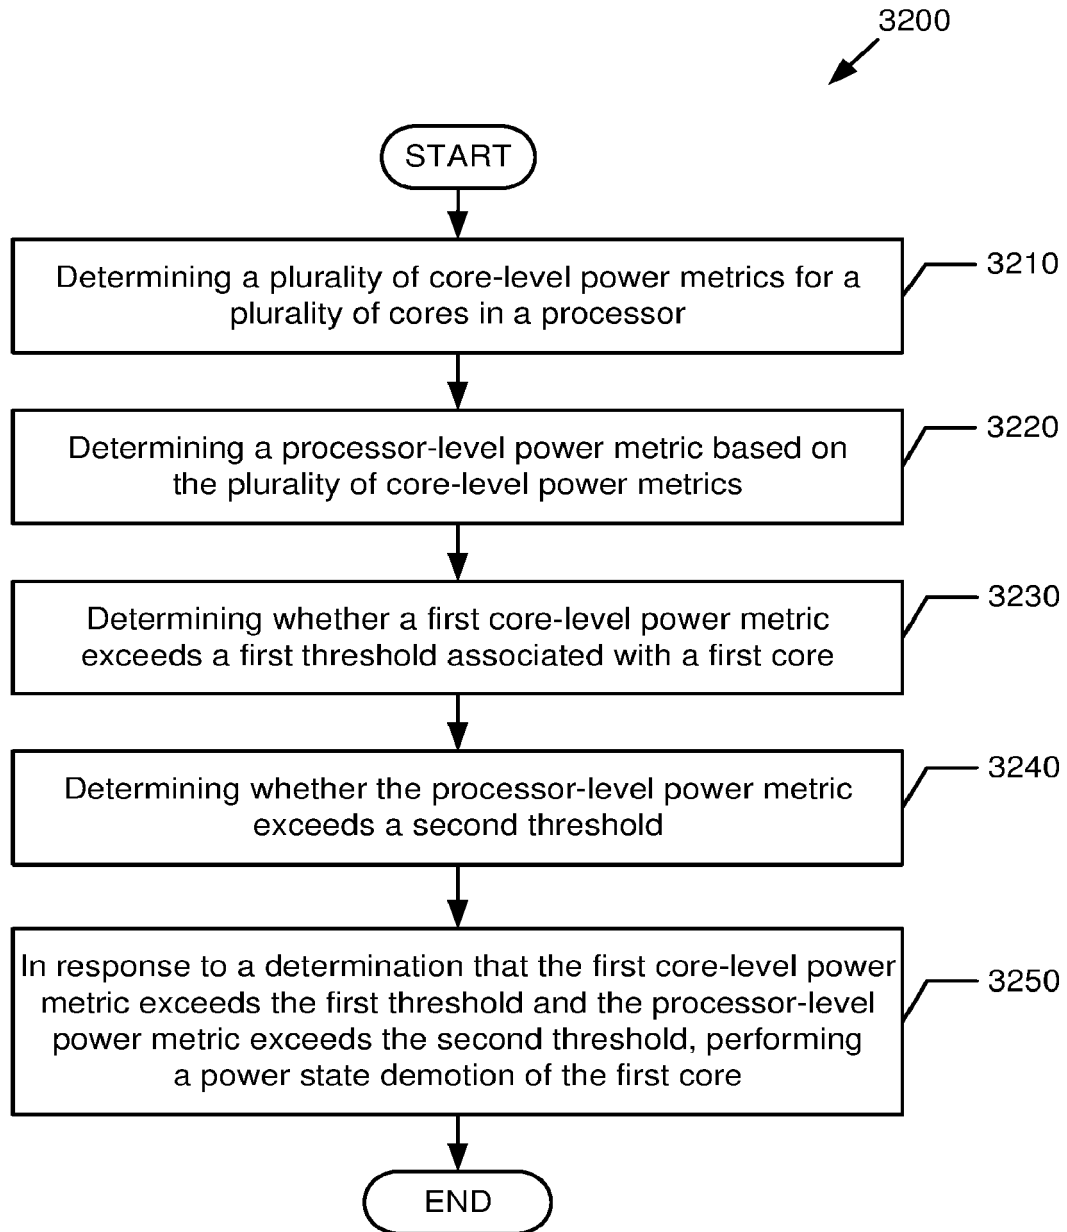 3200
START
Determining a plurality of core-level power metrics for a
plurality of cores in a processor
3210
Determining a processor-level power metric based on
the plurality of core-level power metrics
3220
Determining whether a first core-level power metric
exceeds a first threshold associated with a first core
3230
Determining whether the processor-level power metric
exceeds a second threshold
3240
In response to a determination that the first core-level power
metric exceeds the first threshold and the processor-level
power metric exceeds the second threshold, performing
a power state demotion of the first core
3250
END